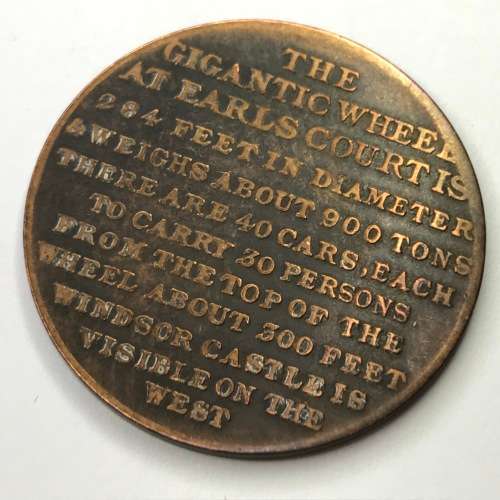 THE
GIGANTIC WHEEL
AT EARLS COURT IS
284 FEET IN DIAMETER
& WEIGHS ABOUT 900 TONS
THERE ARE 40 CARS, EACH
TO CARRY 30 PERSONS
FROM THE TOP OF THE
WHEEL ABOUT 300 FEET
WINDSOR CASTLE IS
VISIBLE ON THE
WEST